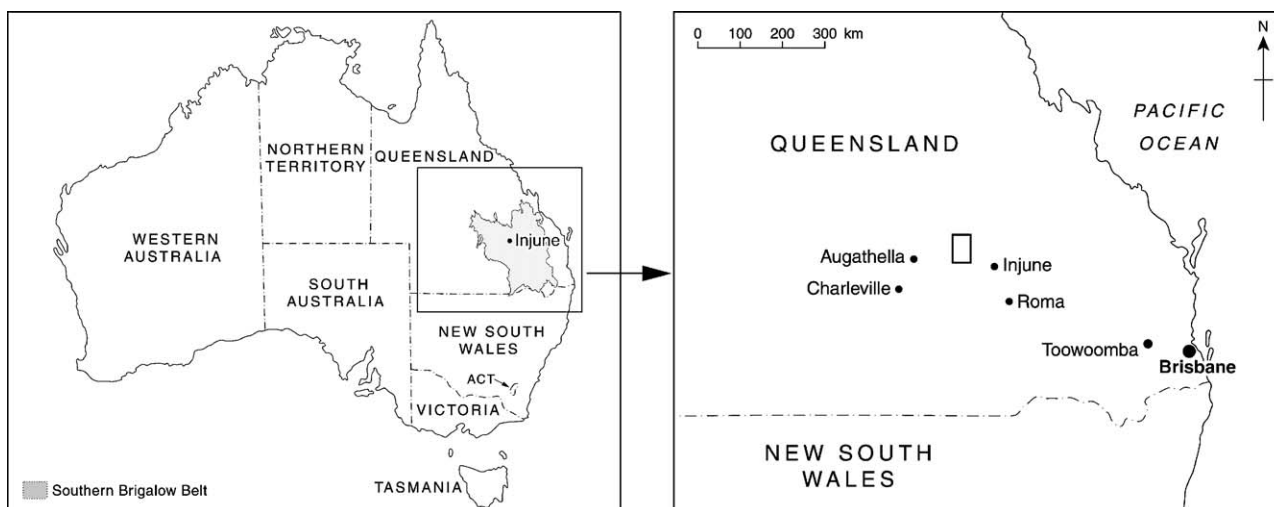 NORTHERN
TERRITORY
QUEENSLAND
WESTERN
AUSTRALIA
Injune
SOUTH
AUSTRALIA
NEW SOUTH
WALES
ACT
VICTORIA
TASMANIA
Southern Brigalow Belt
0 100 200 300 km
N
PACIFIC
OCEAN
QUEENSLAND
Augathella
Injune
Charleville
Roma
Toowoomba
Brisbane
NEW SOUTH
WALES